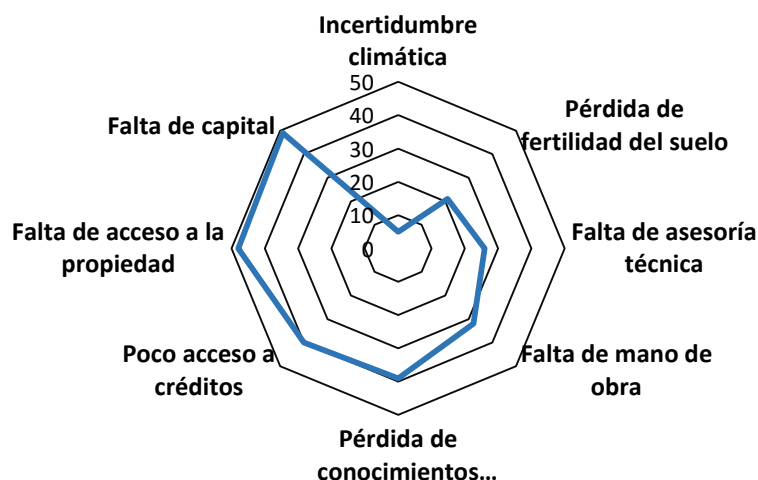 Incertidumbre
climática
50
40
30
20
10
0
Pérdida de
fertilidad del suelo
Falta de asesoría
técnica
Falta de mano de
obra
Pérdida de
conocimientos...
Poco acceso a
créditos
Falta de acceso a la
propiedad
Falta de capital